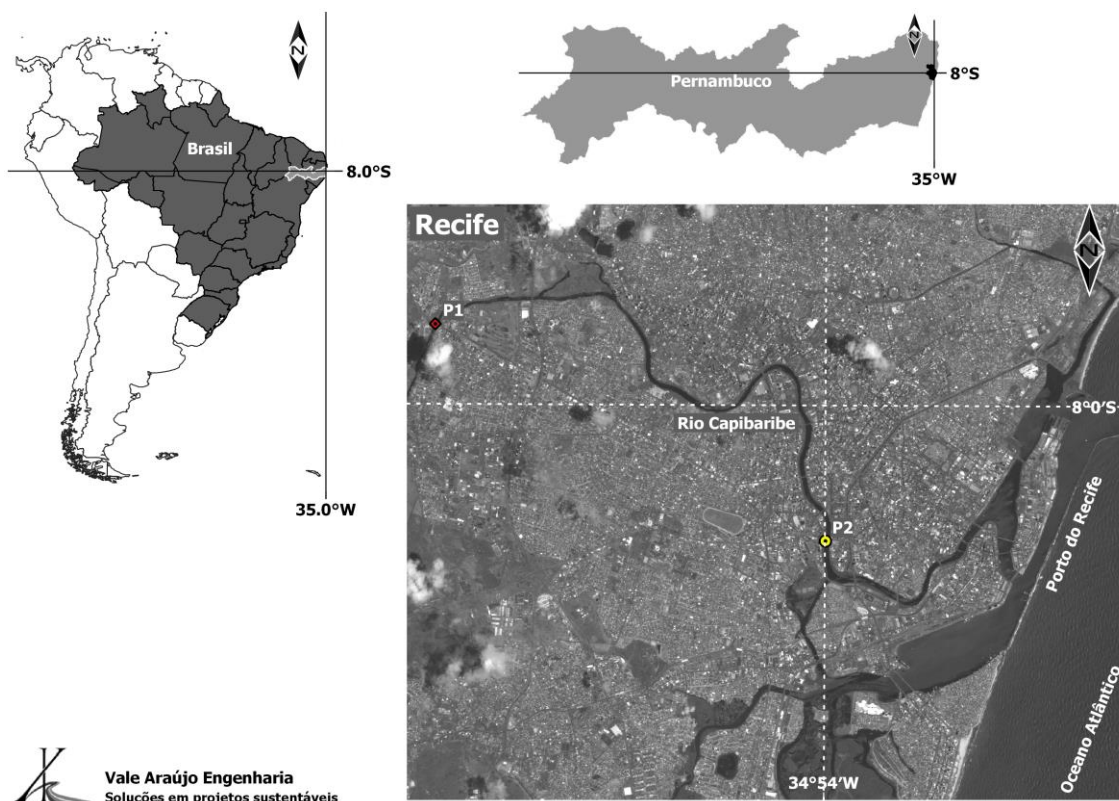 Brasil
8.0°S
35.0°W
N
Pernambuco
8°S
35°W
Recife
N
P1
8°0'S
Rio Capibaribe
P2
Porto do Recife
Oceano Atlântico
34°54'W
Vale Araújo Engenharia
Soluções em projetos sustentáveis